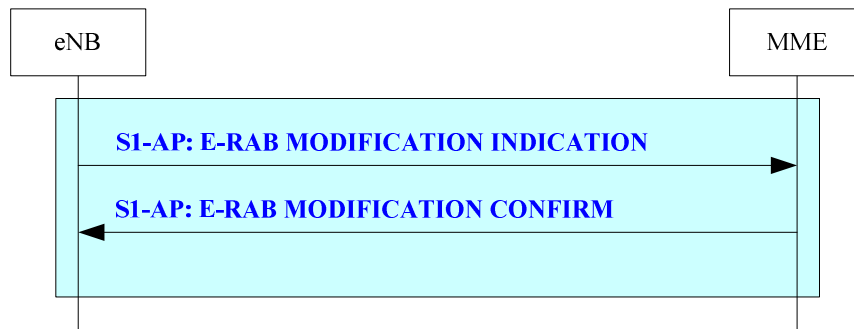 eNB
MME
S1-AP: E-RAB MODIFICATION INDICATION
S1-AP: E-RAB MODIFICATION CONFIRM